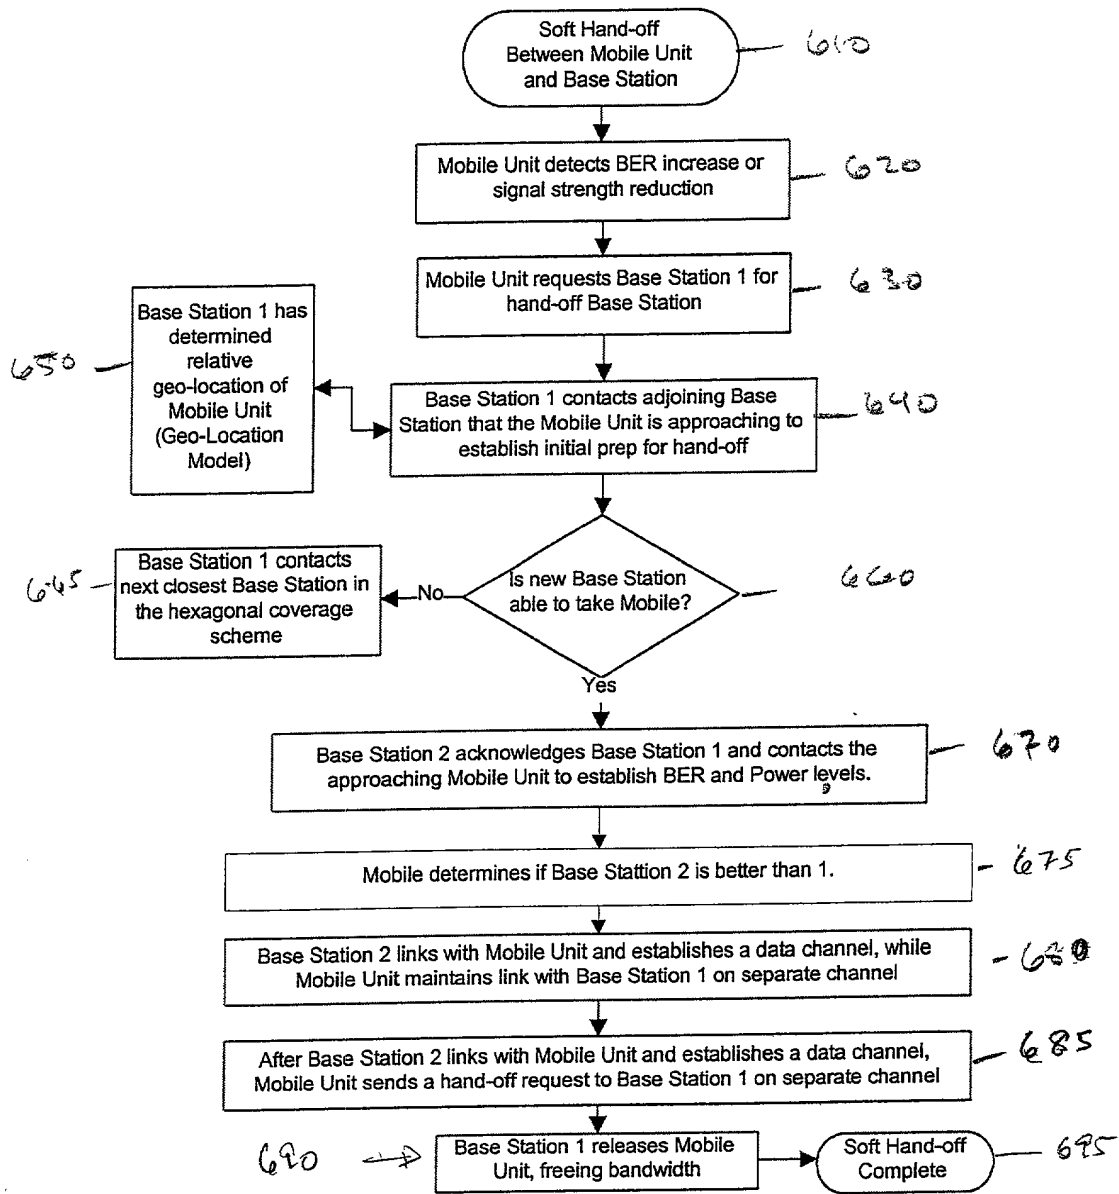 Soft Hand-off
Between Mobile Unit
and Base Station
610
Mobile Unit detects BER increase or
signal strength reduction
620
Mobile Unit requests Base Station 1 for
hand-off Base Station
630
Base Station 1 has
determined
relative
geo-location of
Mobile Unit
(Geo-Location
Model)
650
Base Station 1 contacts adjoining Base
Station that the Mobile Unit is approaching to
establish initial prep for hand-off
640
Base Station 1 contacts
next closest Base Station in
the hexagonal coverage
scheme
645
No
Is new Base Station
able to take Mobile?
660
Yes
Base Station 2 acknowledges Base Station 1 and contacts the
approaching Mobile Unit to establish BER and Power levels.
670
Mobile determines if Base Stattion 2 is better than 1.
675
Base Station 2 links with Mobile Unit and establishes a data channel, while
Mobile Unit maintains link with Base Station 1 on separate channel
680
After Base Station 2 links with Mobile Unit and establishes a data channel,
Mobile Unit sends a hand-off request to Base Station 1 on separate channel
685
690
Base Station 1 releases Mobile
Unit, freeing bandwidth
Soft Hand-off
Complete
695